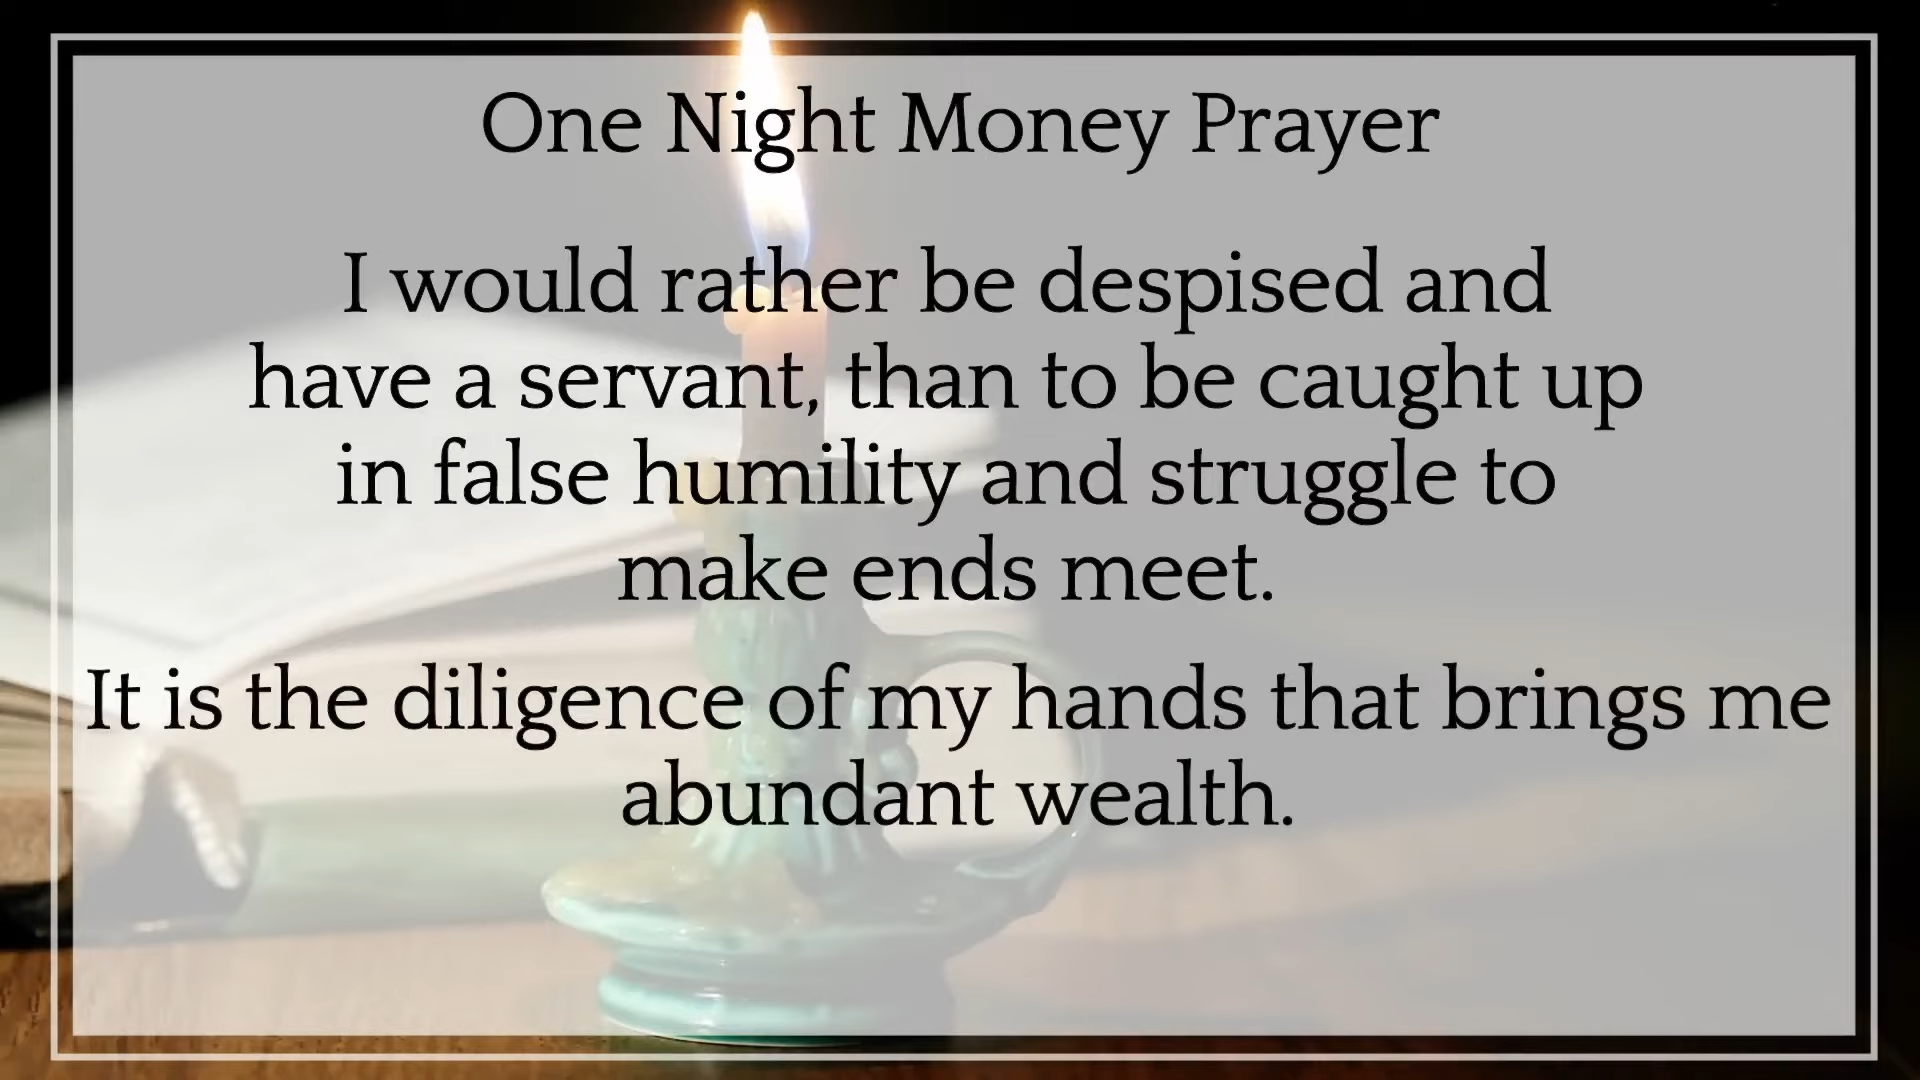 One Night Money Prayer
I would rather be despised and
have a servant, than to be caught up
in false humility and struggle to
make ends meet.
It is the diligence of my hands that brings me
abundant wealth.